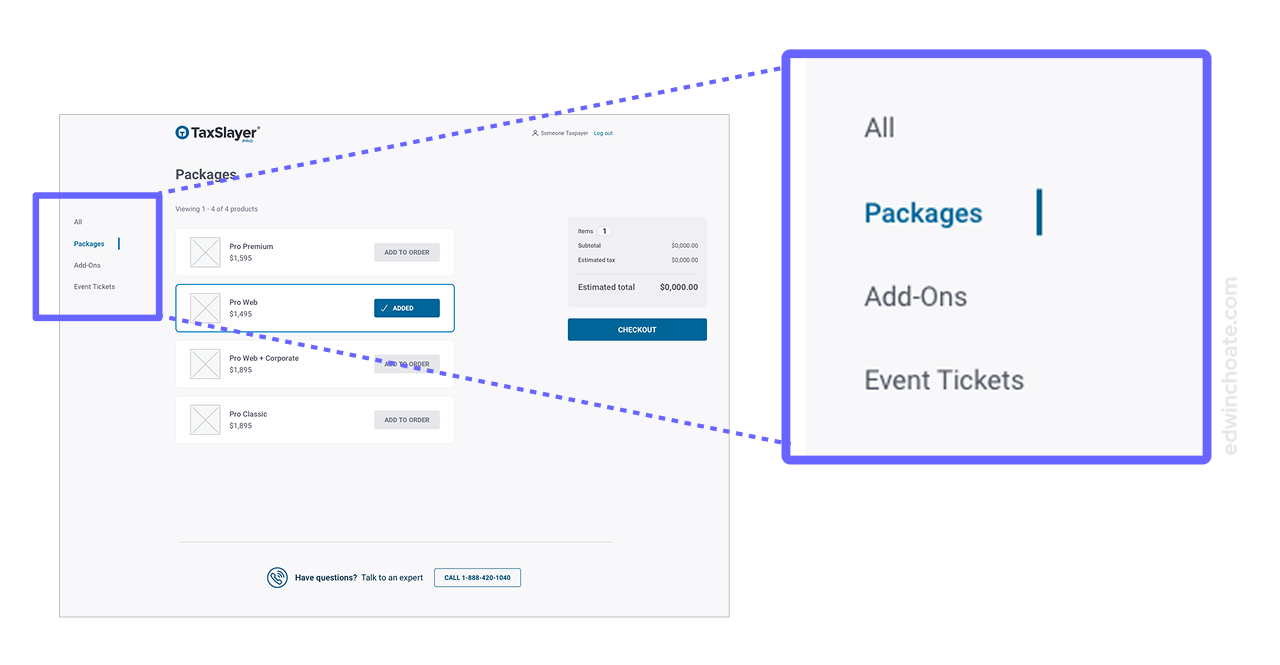 TaxSlayer®
PRO
Someone Taxpayer Log out
Packages
Viewing 1 - 4 of 4 products
All
Packages
Add-Ons
Event Tickets
Pro Premium
$1,595
ADD TO ORDER
Pro Web
$1,495
ADDED
Pro Web + Corporate
$1,895
ADD TO ORDER
Pro Classic
$1,895
ADD TO ORDER
Items 1
Subtotal $0,000.00
Estimated tax $0,000.00
Estimated total $0,000.00
CHECKOUT
Have questions? Talk to an expert
CALL 1-888-420-1040
All
Packages
Add-Ons
Event Tickets
edwinchoate.com